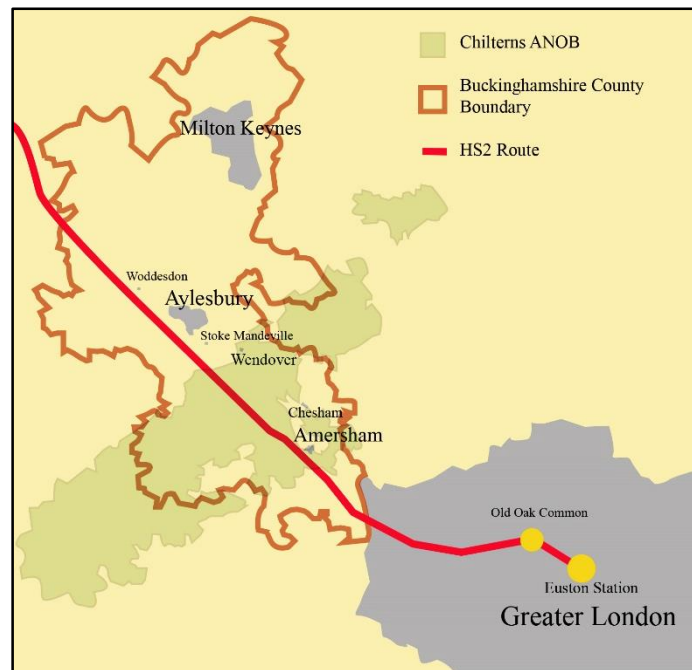 Chilterns ANOB
Buckinghamshire County
Boundary
HS2 Route
Milton Keynes
Woddesdon
Aylesbury
Stoke Mandeville
Wendover
Chesham
Amersham
Old Oak Common
Euston Station
Greater London